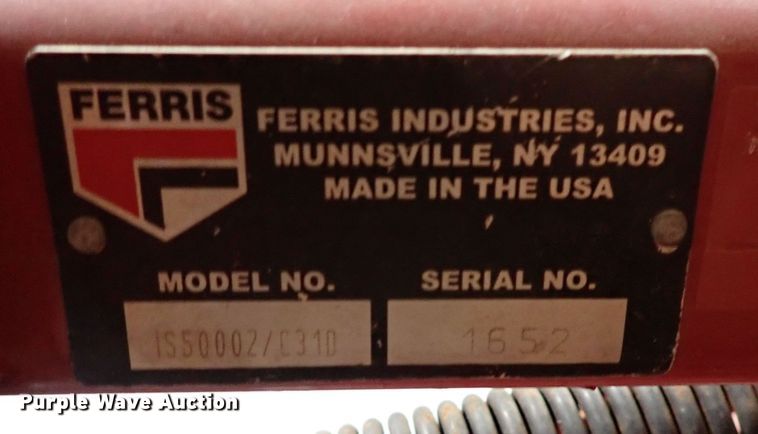 FERRIS
FERRIS INDUSTRIES, INC.
MUNNSVILLE, NY 13409
MADE IN THE USA
MODEL NO. SERIAL NO.
IS5000Z/C31D 1652
Purple Wave Auction